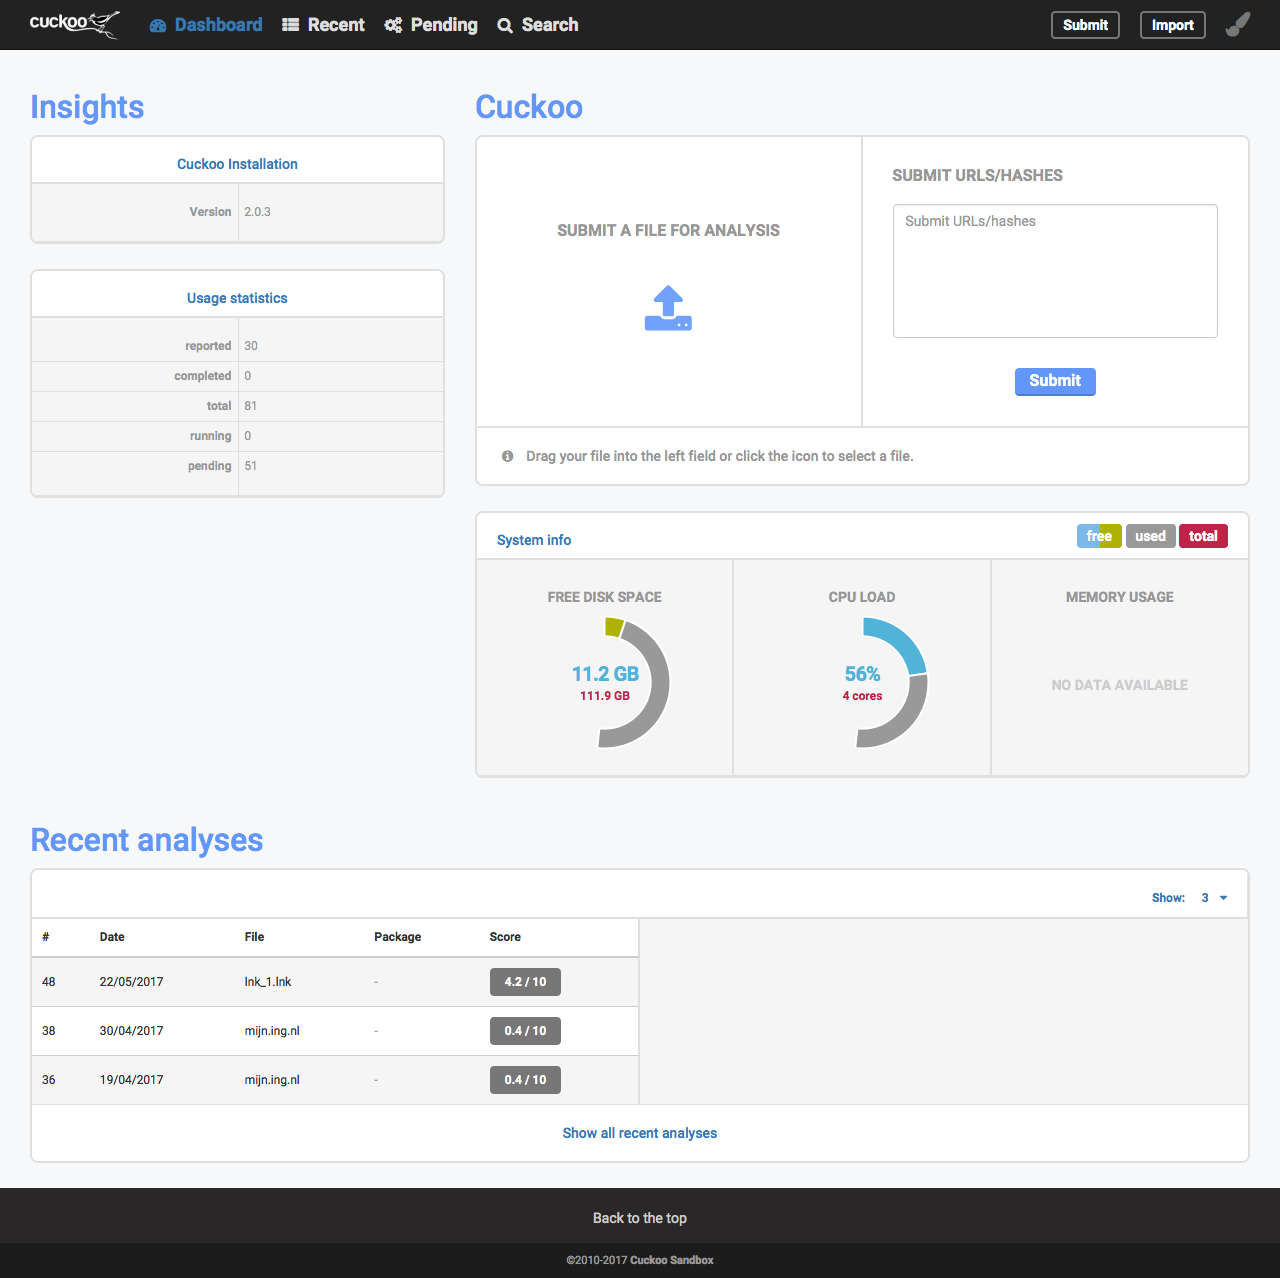 cuckoo Dashboard Recent Pending Search Submit Import
Insights
Cuckoo Installation
Version 2.0.3
Usage statistics
reported 30
completed 0
total 81
running 0
pending 51
Cuckoo
SUBMIT A FILE FOR ANALYSIS
SUBMIT URLS/HASHES
Submit URLs/hashes
Submit
Drag your file into the left field or click the icon to select a file.
System info free used total
FREE DISK SPACE
11.2 GB
111.9 GB
CPU LOAD
56%
4 cores
MEMORY USAGE
NO DATA AVAILABLE
Recent analyses
Show: 3
# Date File Package Score
48 22/05/2017 lnk_1.lnk - 4.2 / 10
38 30/04/2017 mijn.ing.nl - 0.4 / 10
36 19/04/2017 mijn.ing.nl - 0.4 / 10
Show all recent analyses
Back to the top
©2010-2017 Cuckoo Sandbox